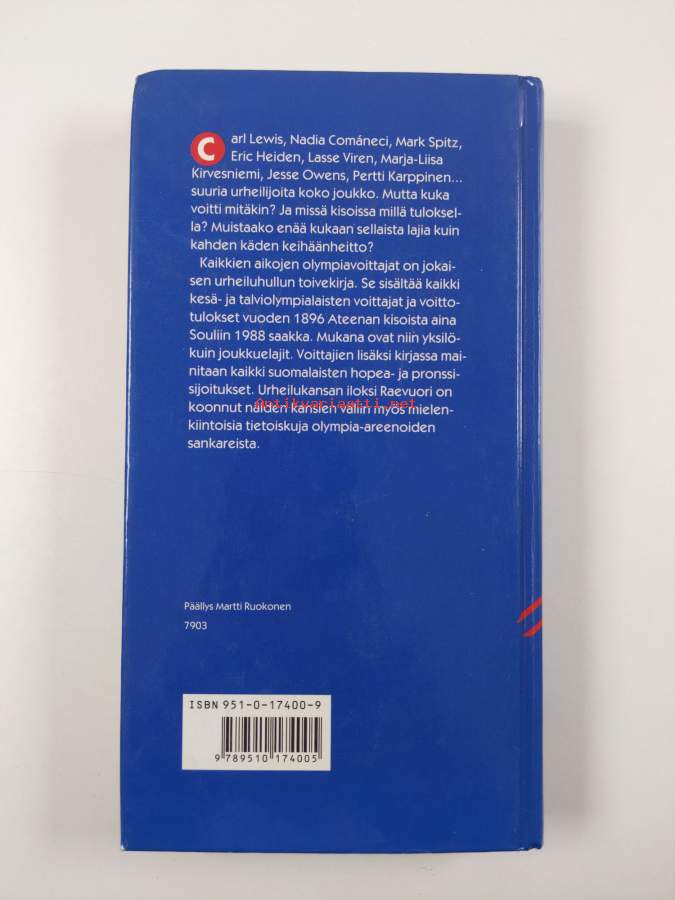 Carl Lewis, Nadia Cománeci, Mark Spitz,
Eric Heiden, Lasse Viren, Marja-Liisa
Kirvesniemi, Jesse Owens, Pertti Karppinen...
suuria urheilijoita koko joukko. Mutta kuka
voitti mitäkin? Ja missä kisoissa millä tuloksel-
la? Muistaako enää kukaan sellaista lajia kuin
kahden käden keihäänheitto?
Kaikkien aikojen olympiavoittajat on jokai-
sen urheiluhullun toivekirja. Se sisältää kaikki
kesä- ja talviolympialaisten voittajat ja voitto-
tulokset vuoden 1896 Ateenan kisoista aina
Souliin 1988 saakka. Mukana ovat niin yksilö-
kuin joukkuelajit. Voittajien lisäksi kirjassa mai-
nitaan kaikki suomalaisten hopea- ja pronssi-
sijoitukset. Urheilukansan iloksi Raevuori on
Antikvariaatti.net
koonnut näiden kansien väliin myös mielen-
kiintoisia tietoiskuja olympia-areenoiden
sankareista.
Päällys Martti Ruokonen
7903
ISBN 951-0-17400-9
9 789510 174005